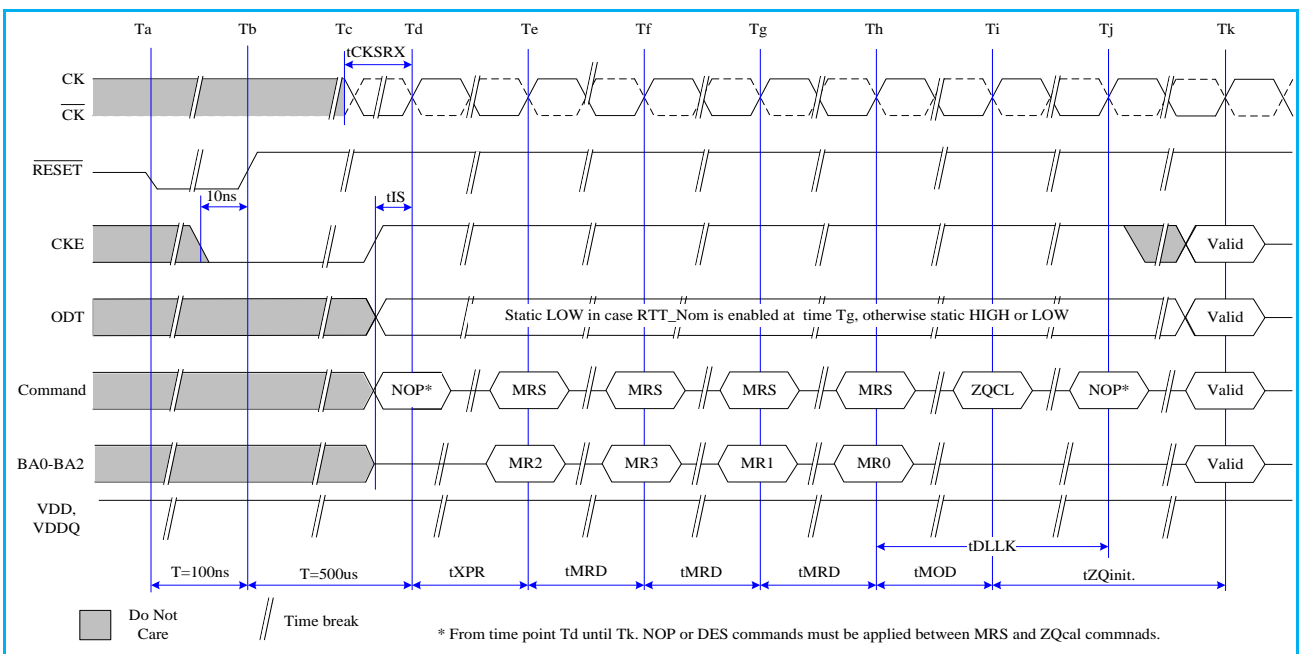 Ta Tb Tc Td Te Tf Tg Th Ti Tj Tk
tCKSRX
CK
CK
RESET
10ns tIS
CKE Valid
ODT Static LOW in case RTT_Nom is enabled at time Tg, otherwise static HIGH or LOW Valid
Command NOP* MRS MRS MRS MRS ZQCL NOP* Valid
BA0-BA2 MR2 MR3 MR1 MR0 Valid
VDD,
VDDQ
tDLLK
T=100ns T=500us tXPR tMRD tMRD tMRD tMOD tZQinit.
Do Not
Care
Time break
* From time point Td until Tk. NOP or DES commands must be applied between MRS and ZQcal commnads.